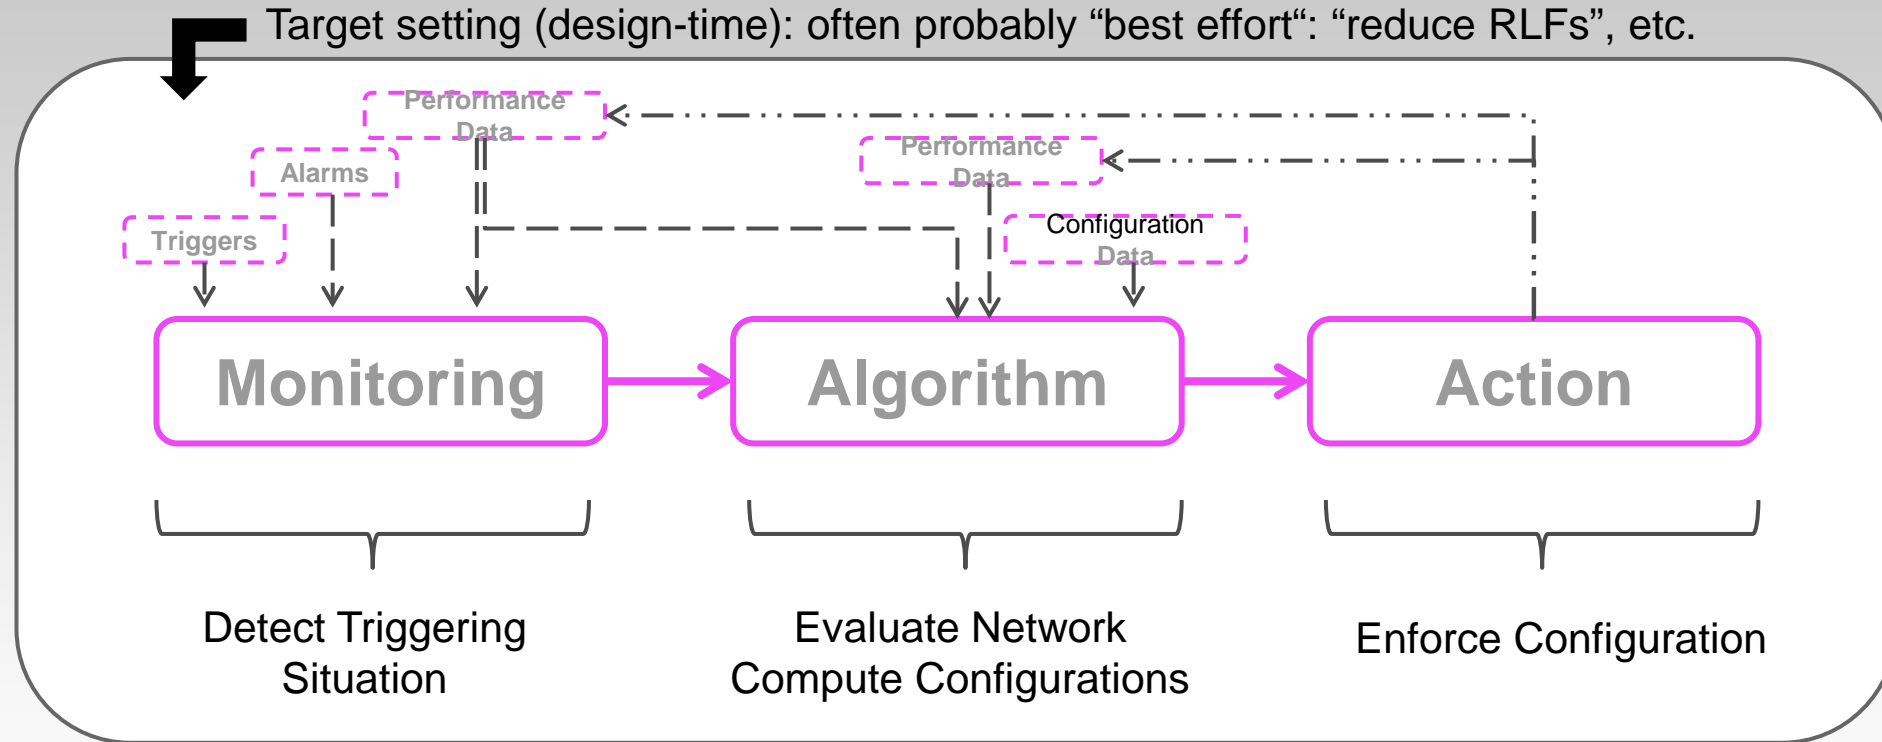 Target setting (design-time): often probably “best effort“: “reduce RLFs”, etc.
Performance
Data
Performance
Data
Alarms
Configuration
Data
Triggers
Monitoring
Algorithm
Action
Detect Triggering
Situation
Evaluate Network
Compute Configurations
Enforce Configuration